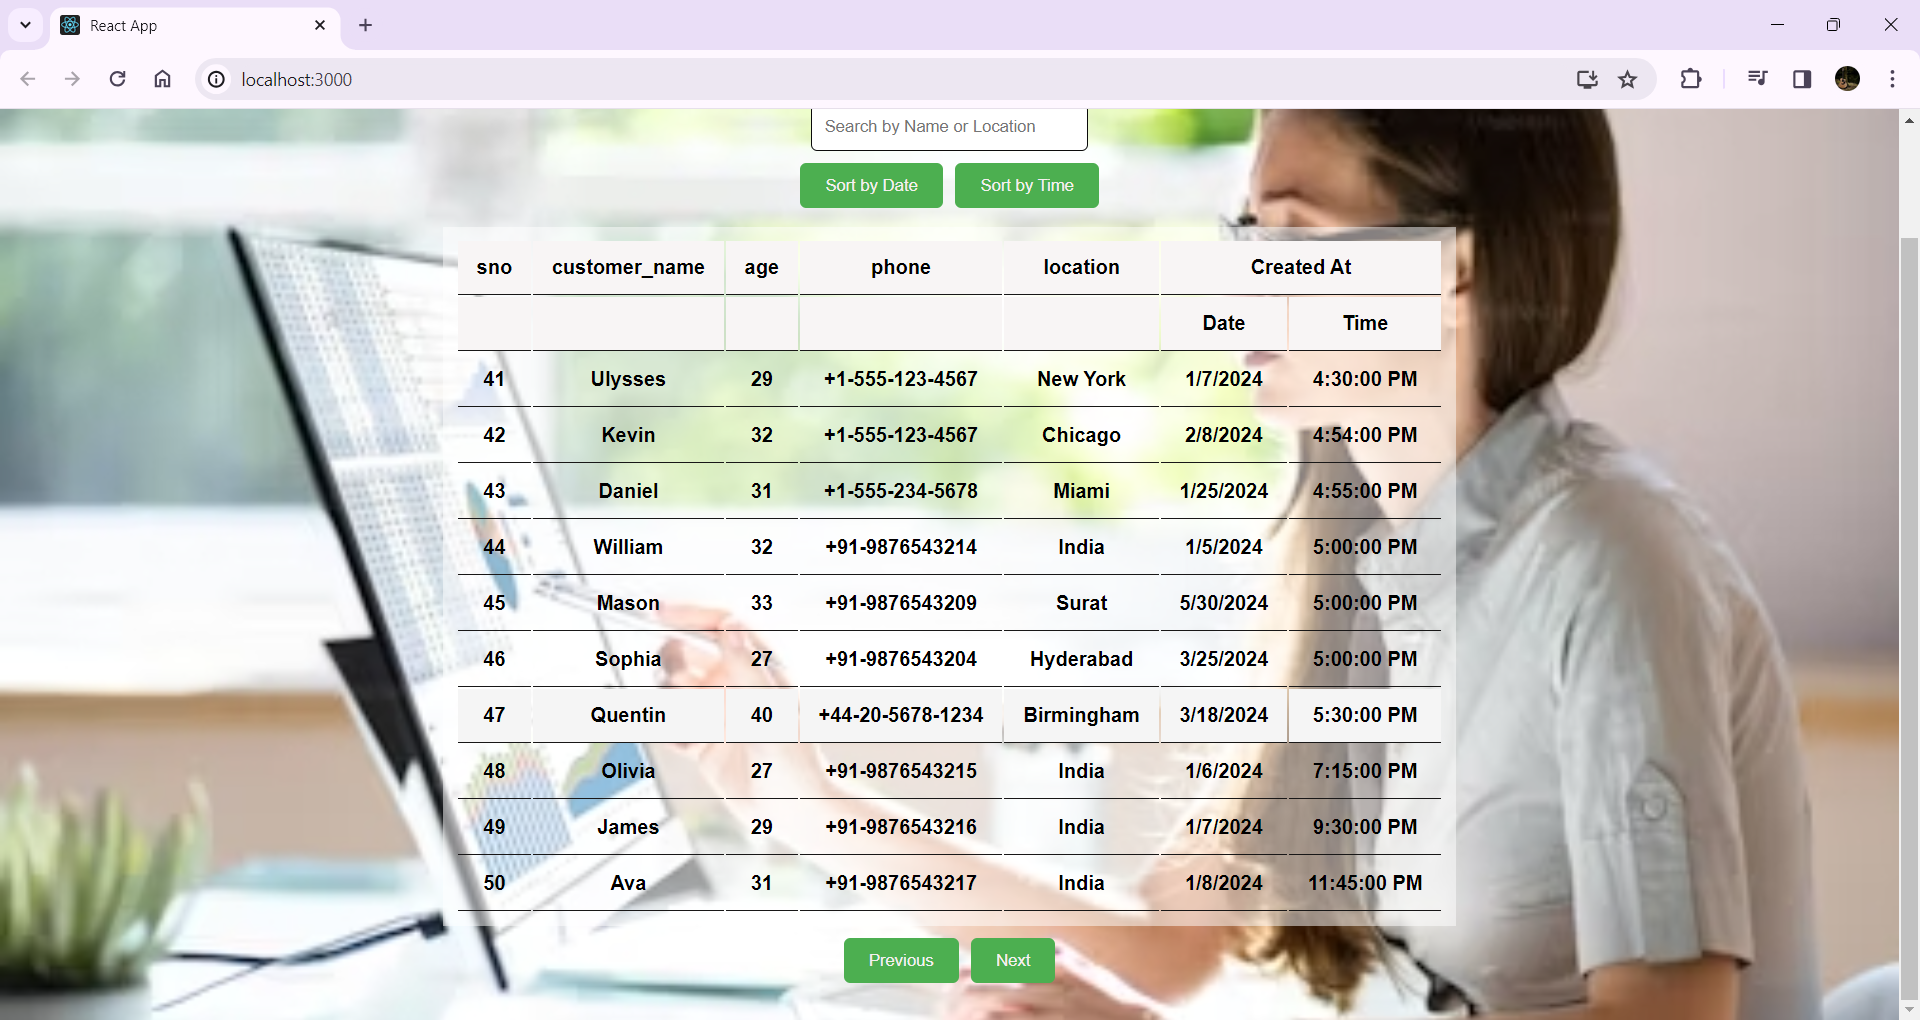 React App
localhost:3000
Search by Name or Location
Sort by Date Sort by Time
sno customer_name age phone location Created At
Date Time
41 Ulysses 29 +1-555-123-4567 New York 1/7/2024 4:30:00 PM
42 Kevin 32 +1-555-123-4567 Chicago 2/8/2024 4:54:00 PM
43 Daniel 31 +1-555-234-5678 Miami 1/25/2024 4:55:00 PM
44 William 32 +91-9876543214 India 1/5/2024 5:00:00 PM
45 Mason 33 +91-9876543209 Surat 5/30/2024 5:00:00 PM
46 Sophia 27 +91-9876543204 Hyderabad 3/25/2024 5:00:00 PM
47 Quentin 40 +44-20-5678-1234 Birmingham 3/18/2024 5:30:00 PM
48 Olivia 27 +91-9876543215 India 1/6/2024 7:15:00 PM
49 James 29 +91-9876543216 India 1/7/2024 9:30:00 PM
50 Ava 31 +91-9876543217 India 1/8/2024 11:45:00 PM
Previous Next